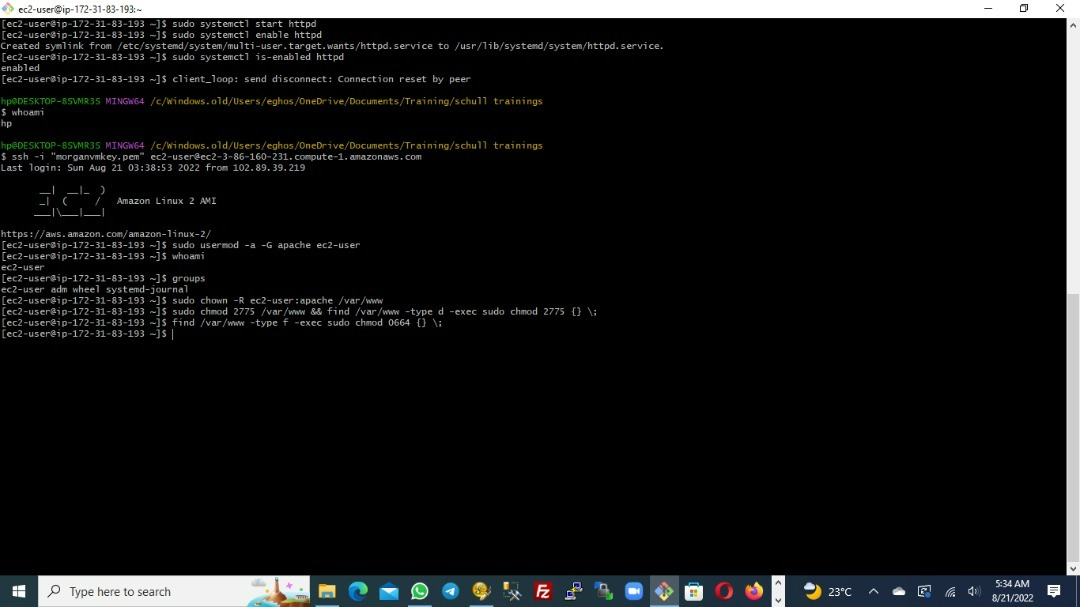 ec2-user@ip-172-31-83-193:~
[ec2-user@ip-172-31-83-193 ~]$ sudo systemctl start httpd
[ec2-user@ip-172-31-83-193 ~]$ sudo systemctl enable httpd
Created symlink from /etc/systemd/system/multi-user.target.wants/httpd.service to /usr/lib/systemd/system/httpd.service.
[ec2-user@ip-172-31-83-193 ~]$ sudo systemctl is-enabled httpd
enabled
[ec2-user@ip-172-31-83-193 ~]$ client_loop: send disconnect: Connection reset by peer
hp@DESKTOP-85VMR3S MINGW64 /c/Windows.old/Users/eghos/OneDrive/Documents/Training/schull trainings
$ whoami
hp
hp@DESKTOP-85VMR3S MINGW64 /c/Windows.old/Users/eghos/OneDrive/Documents/Training/schull trainings
$ ssh -i "morganvmkey.pem" ec2-user@ec2-3-86-160-231.compute-1.amazonaws.com
Last login: Sun Aug 21 03:38:53 2022 from 102.89.39.219
__|  __|_  )
_|  (     /   Amazon Linux 2 AMI
___|\___|___|
https://aws.amazon.com/amazon-linux-2/
[ec2-user@ip-172-31-83-193 ~]$ sudo usermod -a -G apache ec2-user
[ec2-user@ip-172-31-83-193 ~]$ whoami
ec2-user
[ec2-user@ip-172-31-83-193 ~]$ groups
ec2-user adm wheel systemd-journal
[ec2-user@ip-172-31-83-193 ~]$ sudo chown -R ec2-user:apache /var/www
[ec2-user@ip-172-31-83-193 ~]$ sudo chmod 2775 /var/www && find /var/www -type d -exec sudo chmod 2775 {} \;
[ec2-user@ip-172-31-83-193 ~]$ find /var/www -type f -exec sudo chmod 0664 {} \;
[ec2-user@ip-172-31-83-193 ~]$
Type here to search
Fz
23°C
5:34 AM
8/21/2022